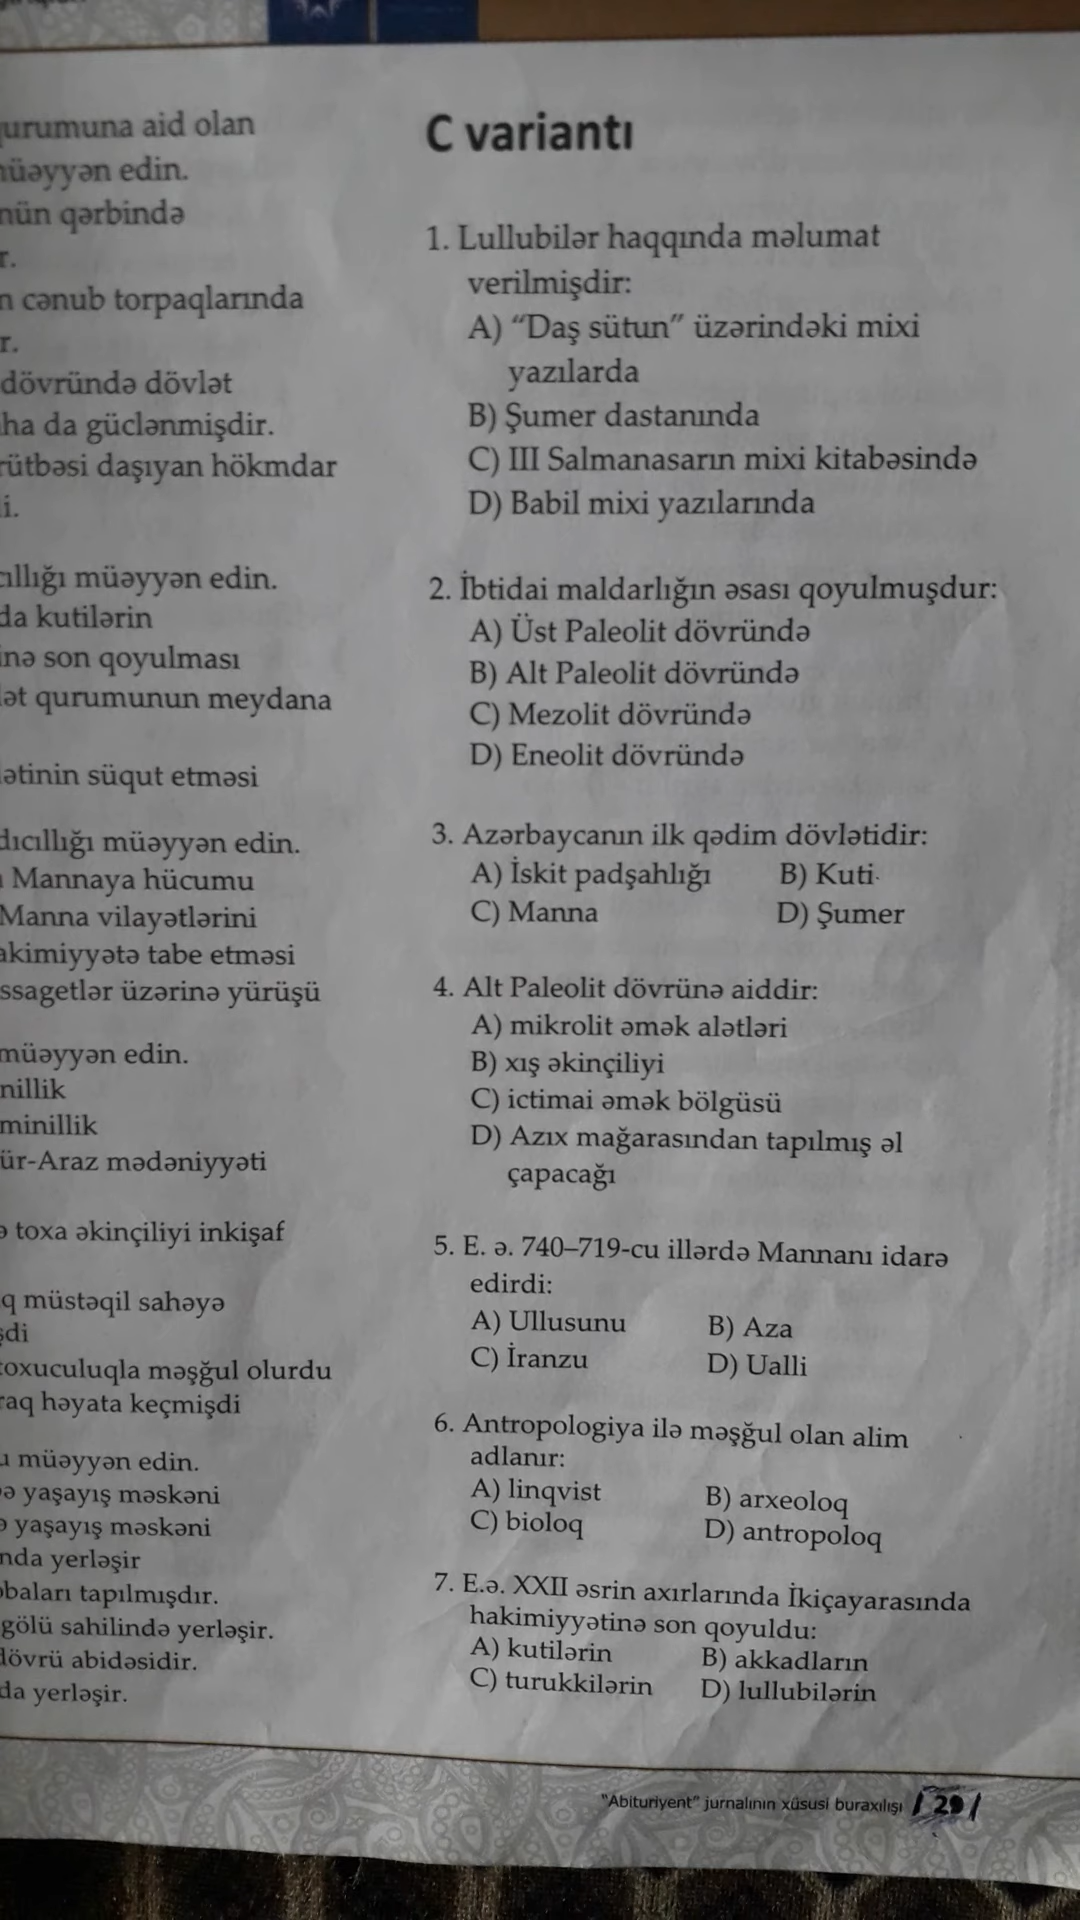 urumuna aid olan
üəyyən edin.
nün qərbində
r.
n cənub torpaqlarında
r.
dövründə dövlət
ha da güclənmişdir.
rütbəsi daşıyan hökmdar
i.
cıllığı müəyyən edin.
da kutilərin
inə son qoyulması
lət qurumunun meydana
lətinin süqut etməsi
dıcıllığı müəyyən edin.
Mannaya hücumu
Manna vilayətlərini
akimiyyətə tabe etməsi
ssagetlər üzərinə yürüşü
müəyyən edin.
nillik
minillik
ür-Araz mədəniyyəti
ə toxa əkinçiliyi inkişaf
q müstəqil sahəyə
şdi
toxuculuqla məşğul olurdu
raq həyata keçmişdi
u müəyyən edin.
ə yaşayış məskəni
ə yaşayış məskəni
nda yerləşir
baları tapılmışdır.
gölü sahilində yerləşir.
dövrü abidəsidir.
da yerləşir.
C variantı
1. Lullubilər haqqında məlumat
verilmişdir:
A) “Daş sütun” üzərindəki mixi
yazılarda
B) Şumer dastanında
C) III Salmanasarın mixi kitabəsində
D) Babil mixi yazılarında
2. İbtidai maldarlığın əsası qoyulmuşdur:
A) Üst Paleolit dövründə
B) Alt Paleolit dövründə
C) Mezolit dövründə
D) Eneolit dövründə
3. Azərbaycanın ilk qədim dövlətidir:
A) İskit padşahlığı B) Kuti
C) Manna D) Şumer
4. Alt Paleolit dövrünə aiddir:
A) mikrolit əmək alətləri
B) xış əkinçiliyi
C) ictimai əmək bölgüsü
D) Azıx mağarasından tapılmış əl
çapacağı
5. E. ə. 740–719-cu illərdə Mannanı idarə
edirdi:
A) Ullusunu B) Aza
C) İranzu D) Ualli
6. Antropologiya ilə məşğul olan alim
adlanır:
A) linqvist B) arxeoloq
C) bioloq D) antropoloq
7. E.ə. XXII əsrin axırlarında İkiçayarasında
hakimiyyətinə son qoyuldu:
A) kutilərin B) akkadların
C) turukkilərin D) lullubilərin
"Abituriyent" jurnalının xüsusi buraxılışı / 29 /